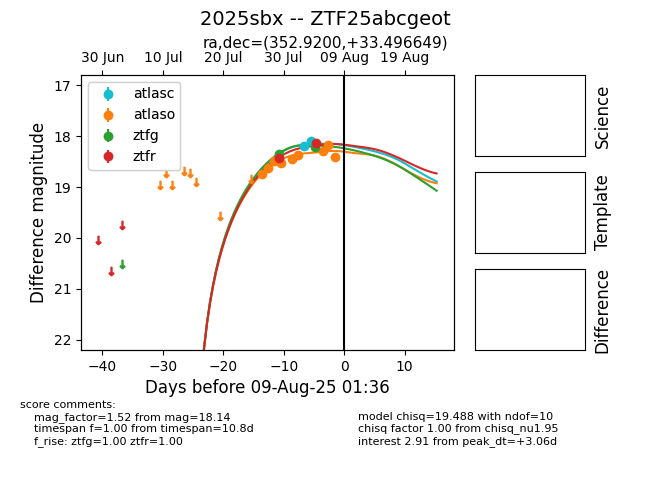 2025sbx -- ZTF25abcgeot
ra,dec=(352.9200,+33.496649)
30 Jun 10 Jul 20 Jul 30 Jul 09 Aug 19 Aug
17
18
19
20
21
22
Difference magnitude
atlasc
atlaso
ztfg
ztfr
−40 −30 −20 −10 0 10
Days before 09-Aug-25 01:36
Science
Template
Difference
score comments:
mag_factor=1.52 from mag=18.14
timespan f=1.00 from timespan=10.8d
f_rise: ztfg=1.00 ztfr=1.00
model chisq=19.488 with ndof=10
chisq factor 1.00 from chisq_nu1.95
interest 2.91 from peak_dt=+3.06d